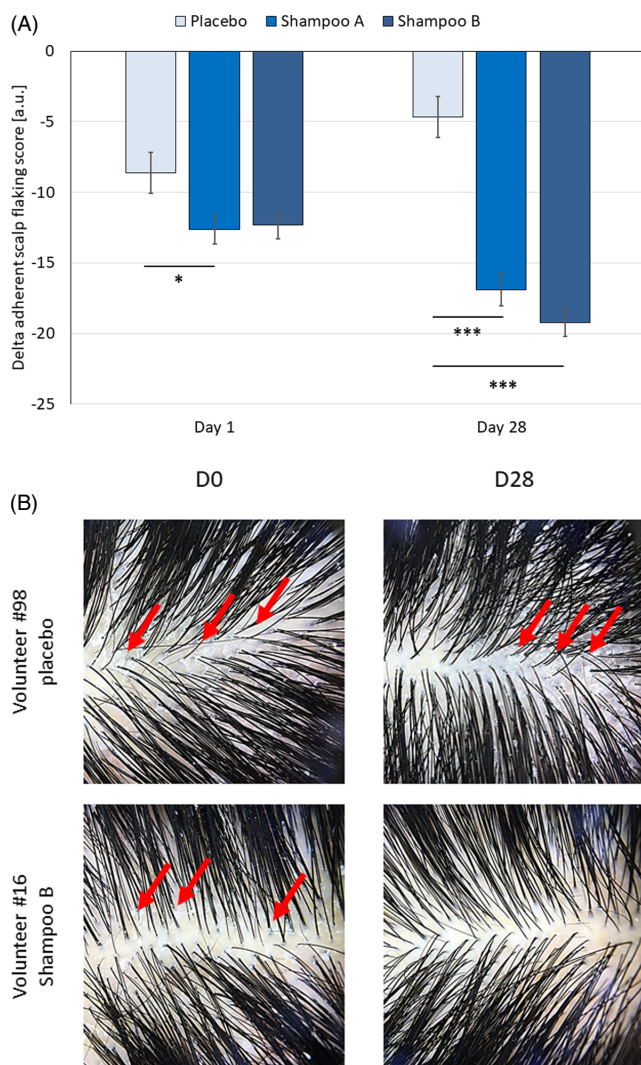 (A)
Placebo Shampoo A Shampoo B
Delta adherent scalp flaking score [a.u.]
0
-5
-10
-15
-20
-25
*
***
***
Day 1 Day 28
D0 D28
(B)
Volunteer #98
placebo
Volunteer #16
Shampoo B